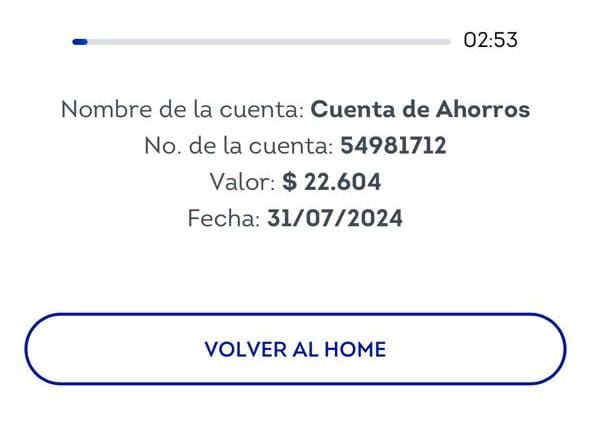 02:53
Nombre de la cuenta: Cuenta de Ahorros
No. de la cuenta: 54981712
Valor: $ 22.604
Fecha: 31/07/2024
VOLVER AL HOME